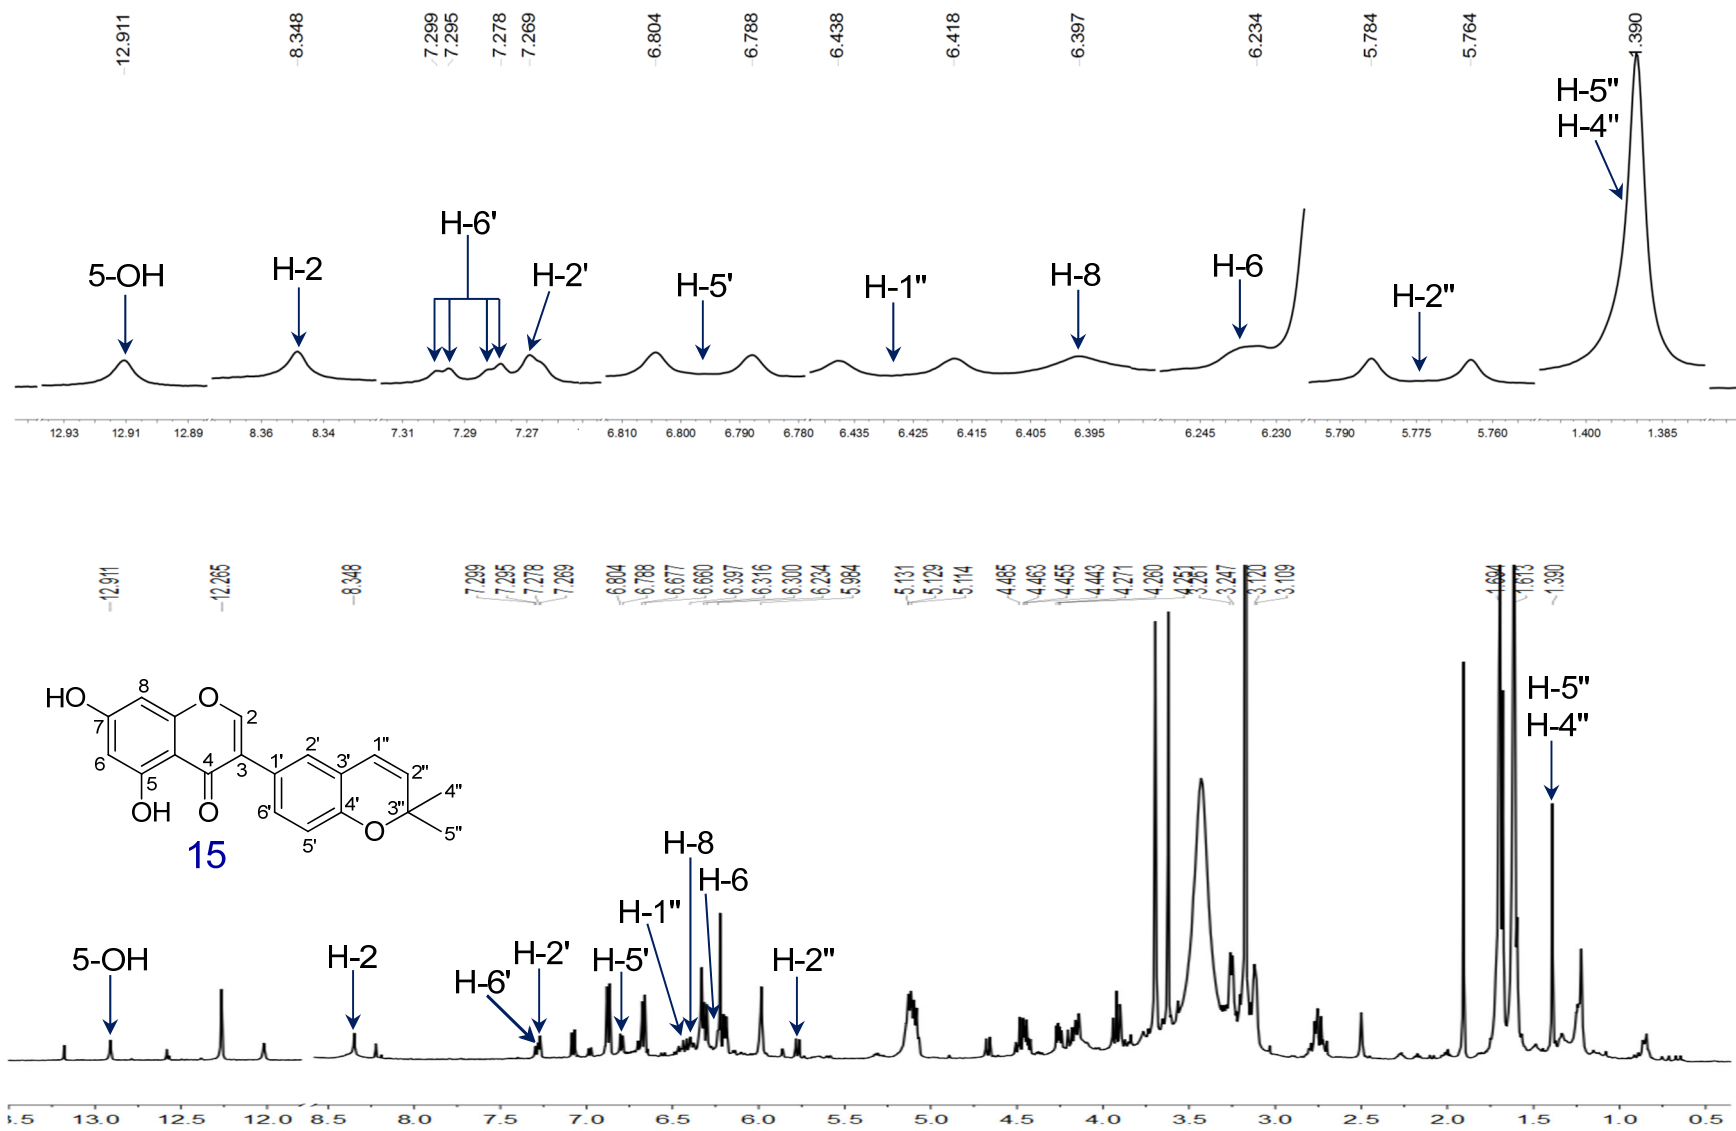 12.911 8.348 7.299 7.295 7.278 7.269 6.804 6.788 6.438 6.418 6.397 6.234 5.784 5.764 1.390
H-5"
H-4"
H-6'
5-OH H-2 H-2' H-5' H-1" H-8 H-6 H-2"
12.93 12.91 12.89 8.36 8.34 7.31 7.29 7.27 6.810 6.800 6.790 6.780 6.435 6.425 6.415 6.405 6.395 6.245 6.230 5.790 5.775 5.760 1.400 1.385
12.911 12.265 8.348 7.299 7.295 7.278 7.269 6.804 6.788 6.677 6.660 6.397 6.316 6.300 6.234 5.984 5.131 5.129 5.114 4.485 4.463 4.455 4.443 4.271 4.260 4.251 3.261 3.247 3.120 3.109 1.694 1.613 1.390
HO 8 O
7 2
6 4 3 1' 2' 3' 1"
5 2" 4"
OH O 6' 4' 3"
5' O 5"
15
H-5"
H-4"
H-8
H-6
H-1"
5-OH H-2 H-6' H-2' H-5' H-2"
13.0 12.5 12.0 8.5 8.0 7.5 7.0 6.5 6.0 5.5 5.0 4.5 4.0 3.5 3.0 2.5 2.0 1.5 1.0 0.5